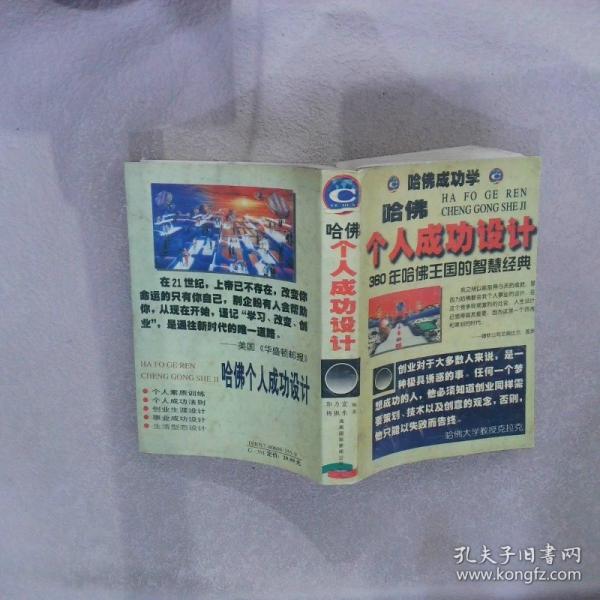 在21世纪，上帝已不存在，改变你
命运的只有你自己，别企盼有人会帮助
你，从现在开始，谨记“学习、改变、创
业”，是通往新时代的唯一道路。
——美国《华盛顿邮报》
HA FO GE REN
CHENG GONG SHE JI
哈佛个人成功设计
个人素质训练
个人成功法则
创业生涯设计
事业成功设计
生活型态设计
定价:
哈佛
个人成功设计
哈佛成功学
哈佛
HA FO GE REN
CHENG GONG SHE JI
个人成功设计
360年哈佛王国的智慧经典
创业对于大多数人来说，是一
种极具诱惑的事。任何一个梦
想成功的人，他必须知道创业同样需
要策划、技术以及创意的观念，否则，
他只能以失败而告终。
哈佛大学教授克拉克
孔夫子旧书网
www.kongfz.com